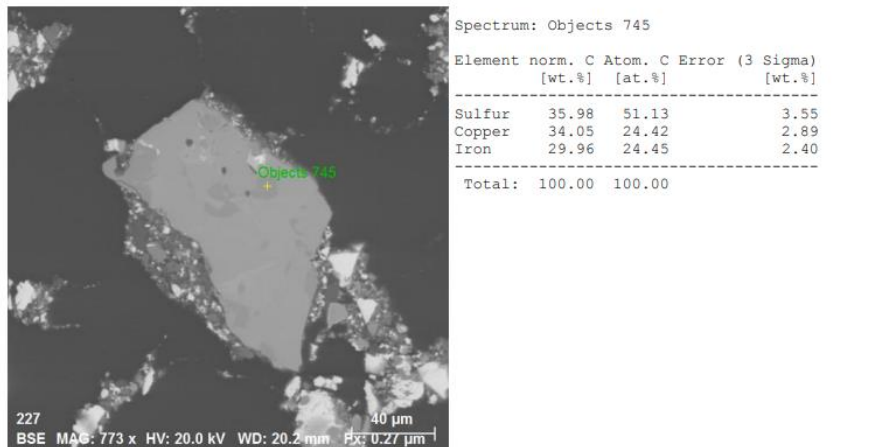 Objects 745
227
40 µm
BSE MAG: 773 x HV: 20.0 kV WD: 20.2 mm Px: 0.27 µm
Spectrum: Objects 745
Element norm. C Atom. C Error (3 Sigma)
[wt.%] [at.%] [wt.%]
Sulfur 35.98 51.13 3.55
Copper 34.05 24.42 2.89
Iron 29.96 24.45 2.40
Total: 100.00 100.00